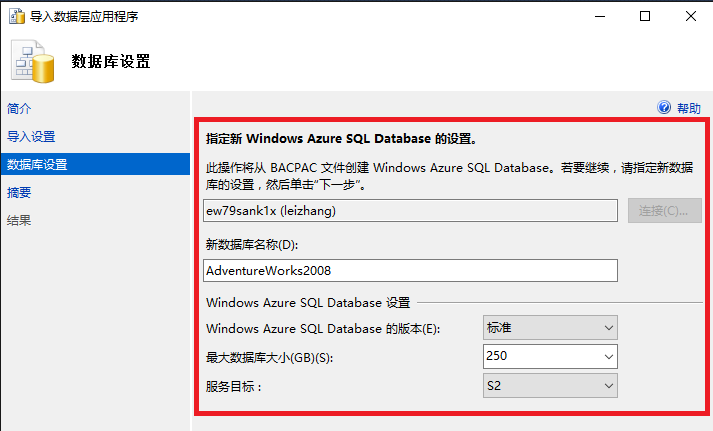 导入数据层应用程序
数据库设置
简介
导入设置
数据库设置
摘要
结果
帮助
指定新 Windows Azure SQL Database 的设置。
此操作将从 BACPAC 文件创建 Windows Azure SQL Database。若要继续，请指定新数据
库的设置，然后单击“下一步”。
ew79sank1x (leizhang)
连接(C)...
新数据库名称(D):
AdventureWorks2008
Windows Azure SQL Database 设置
Windows Azure SQL Database 的版本(E):
标准
最大数据库大小(GB)(S):
250
服务目标：
S2